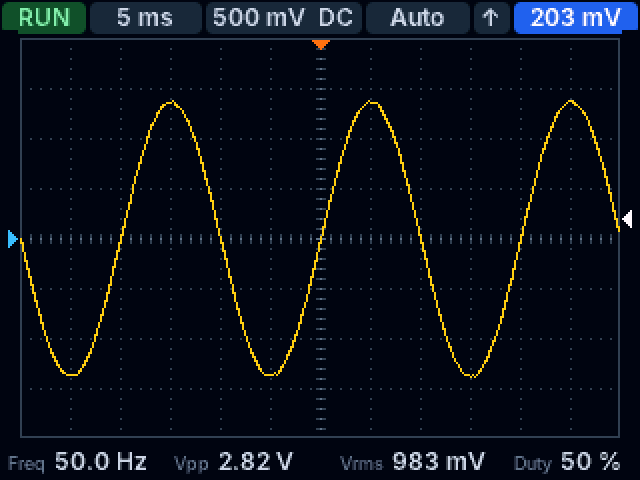 RUN 5 ms 500 mV DC Auto ↑ 203 mV
Freq 50.0 Hz Vpp 2.82 V Vrms 983 mV Duty 50 %